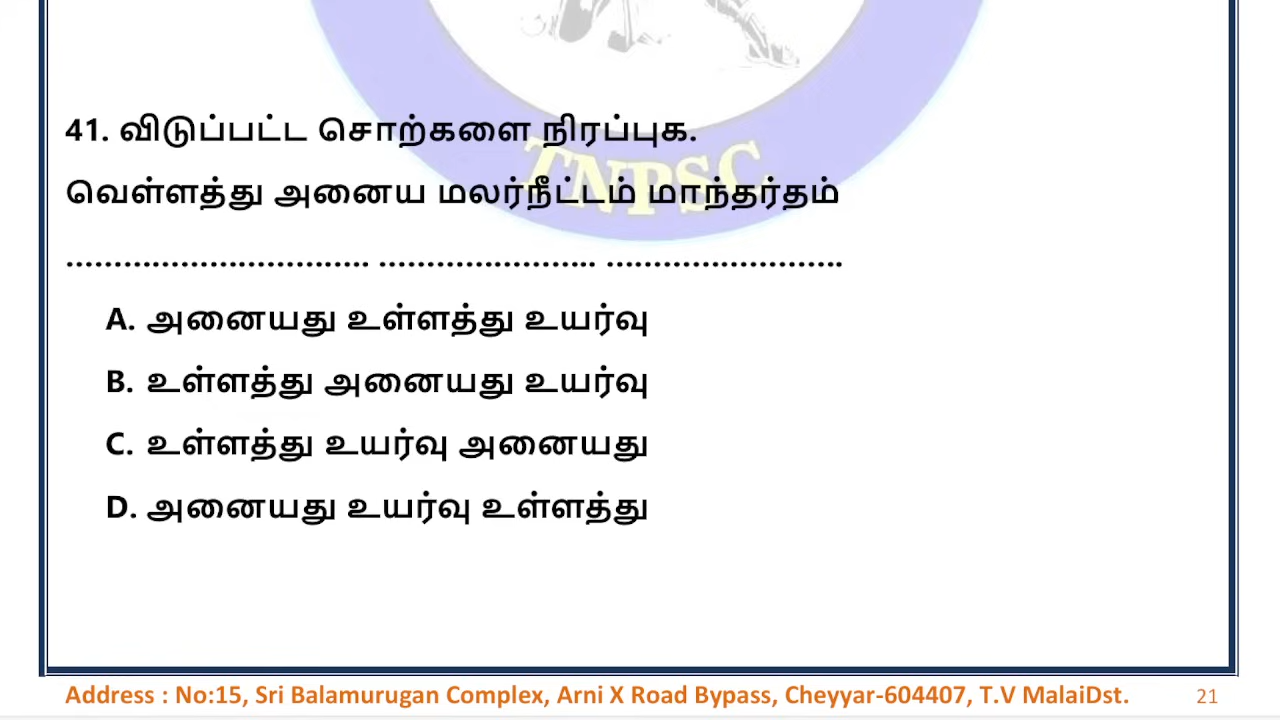 TNPSC
41. விடுப்பட்ட சொற்களை நிரப்புக.
வெள்ளத்து அனைய மலர்நீட்டம் மாந்தர்தம்
................................ ....................... .........................
A. அனையது உள்ளத்து உயர்வு
B. உள்ளத்து அனையது உயர்வு
C. உள்ளத்து உயர்வு அனையது
D. அனையது உயர்வு உள்ளத்து
Address : No:15, Sri Balamurugan Complex, Arni X Road Bypass, Cheyyar-604407, T.V MalaiDst. 21